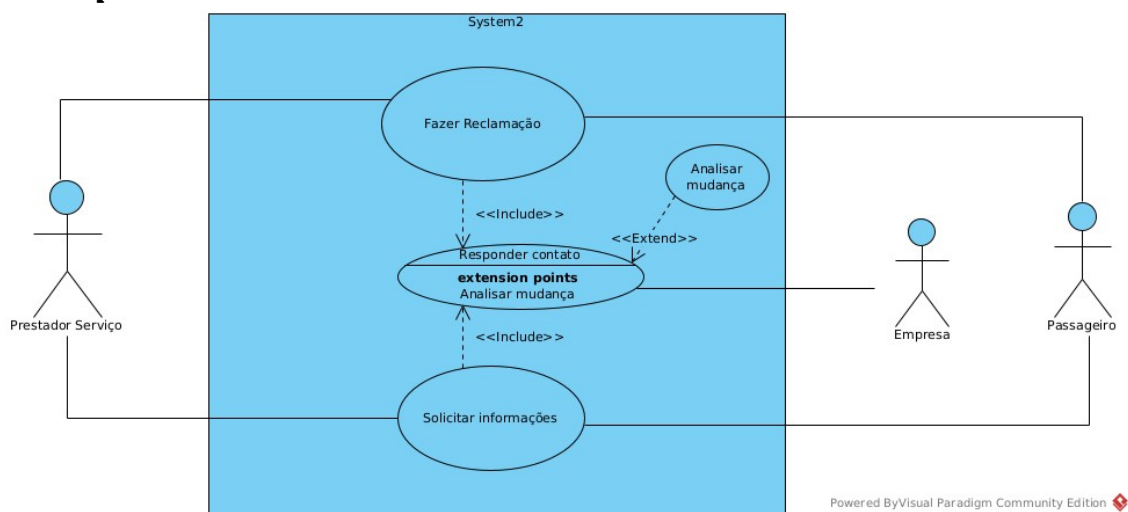 System2
Fazer Reclamação
Analisar
mudança
<<Include>>
<<Extend>>
Responder contato
extension points
Analisar mudança
Prestador Serviço
Empresa
Passageiro
<<Include>>
Solicitar informações
Powered ByVisual Paradigm Community Edition